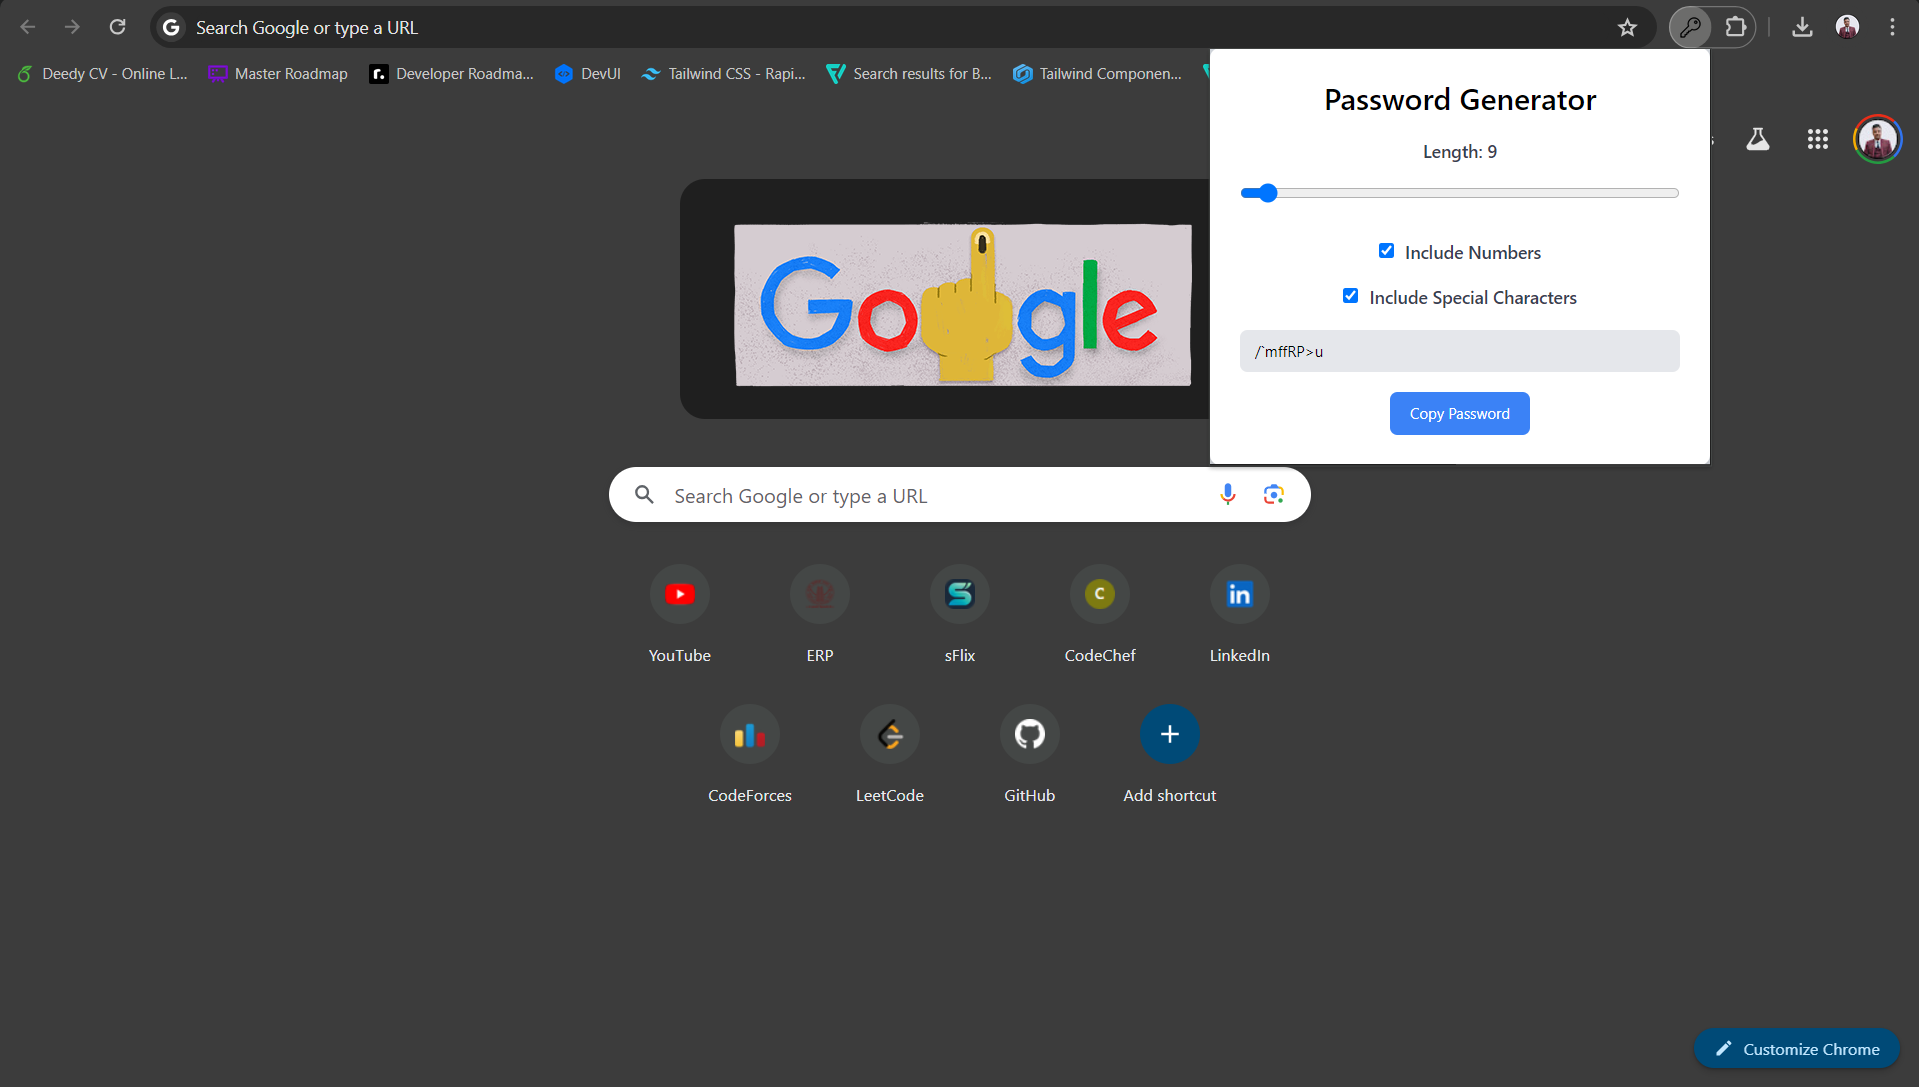 Search Google or type a URL
Deedy CV - Online L...
Master Roadmap
Developer Roadma...
DevUI
Tailwind CSS - Rapi...
Search results for B...
Tailwind Componen...
Password Generator
Length: 9
Include Numbers
Include Special Characters
/`mffRP>u
Copy Password
Google
Search Google or type a URL
YouTube
ERP
sFlix
CodeChef
LinkedIn
CodeForces
LeetCode
GitHub
Add shortcut
Customize Chrome